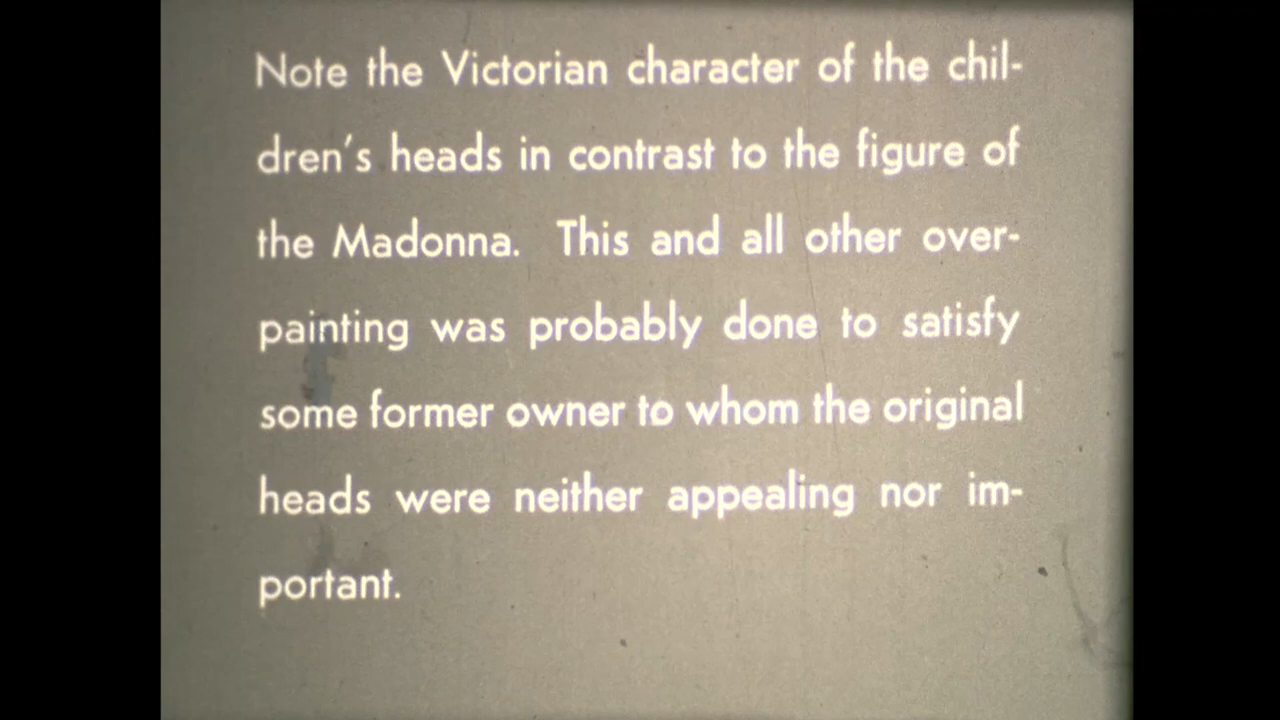 Note the Victorian character of the chil-
dren's heads in contrast to the figure of
the Madonna. This and all other over-
painting was probably done to satisfy
some former owner to whom the original
heads were neither appealing nor im-
portant.